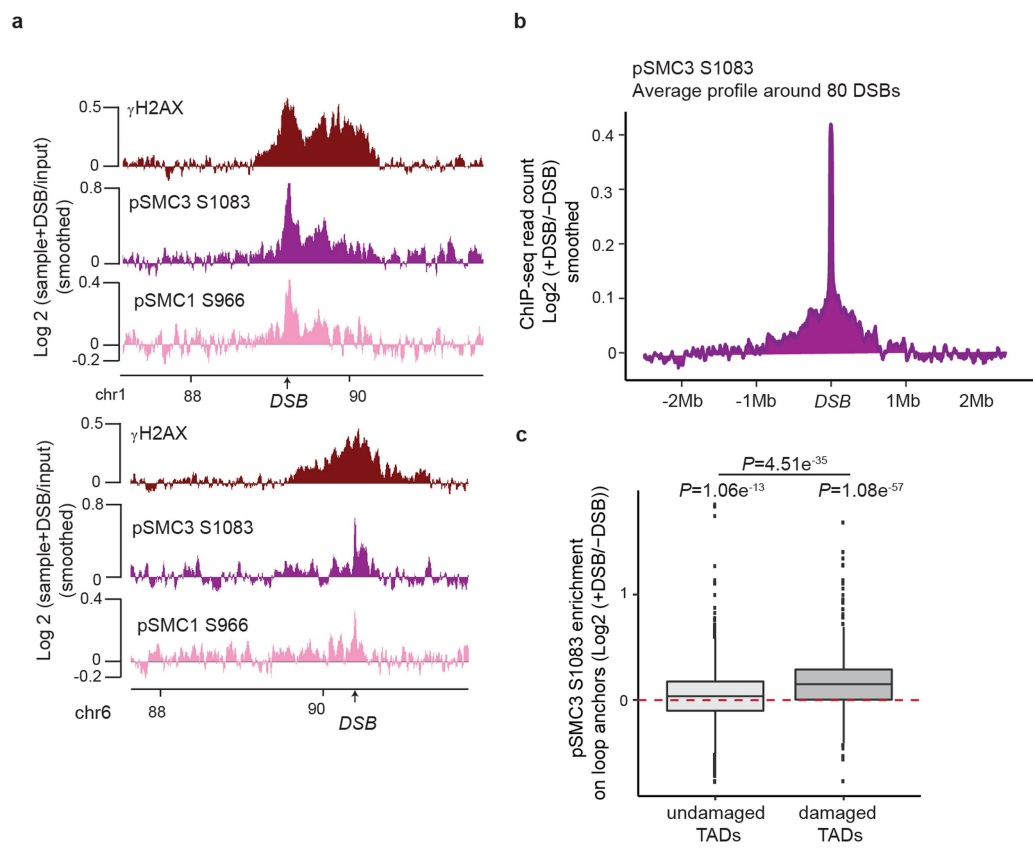 a
Log 2 (sample+DSB/input)
(smoothed)
0.5
0
γH2AX
0.8
0
pSMC3 S1083
0.4
0
-0.2
pSMC1 S966
chr1
88
DSB
90
Log 2 (sample+DSB/input)
(smoothed)
0.5
0
γH2AX
0.8
0
pSMC3 S1083
0.4
0
-0.2
pSMC1 S966
chr6
88
90
DSB
b
pSMC3 S1083
Average profile around 80 DSBs
ChIP-seq read count
Log2 (+DSB/−DSB)
smoothed
0.4
0.3
0.2
0.1
0
-2Mb
-1Mb
DSB
1Mb
2Mb
c
P=4.51e-35
P=1.06e-13
P=1.08e-57
pSMC3 S1083 enrichment
on loop anchors (Log2 (+DSB/−DSB))
1
0
undamaged
TADs
damaged
TADs